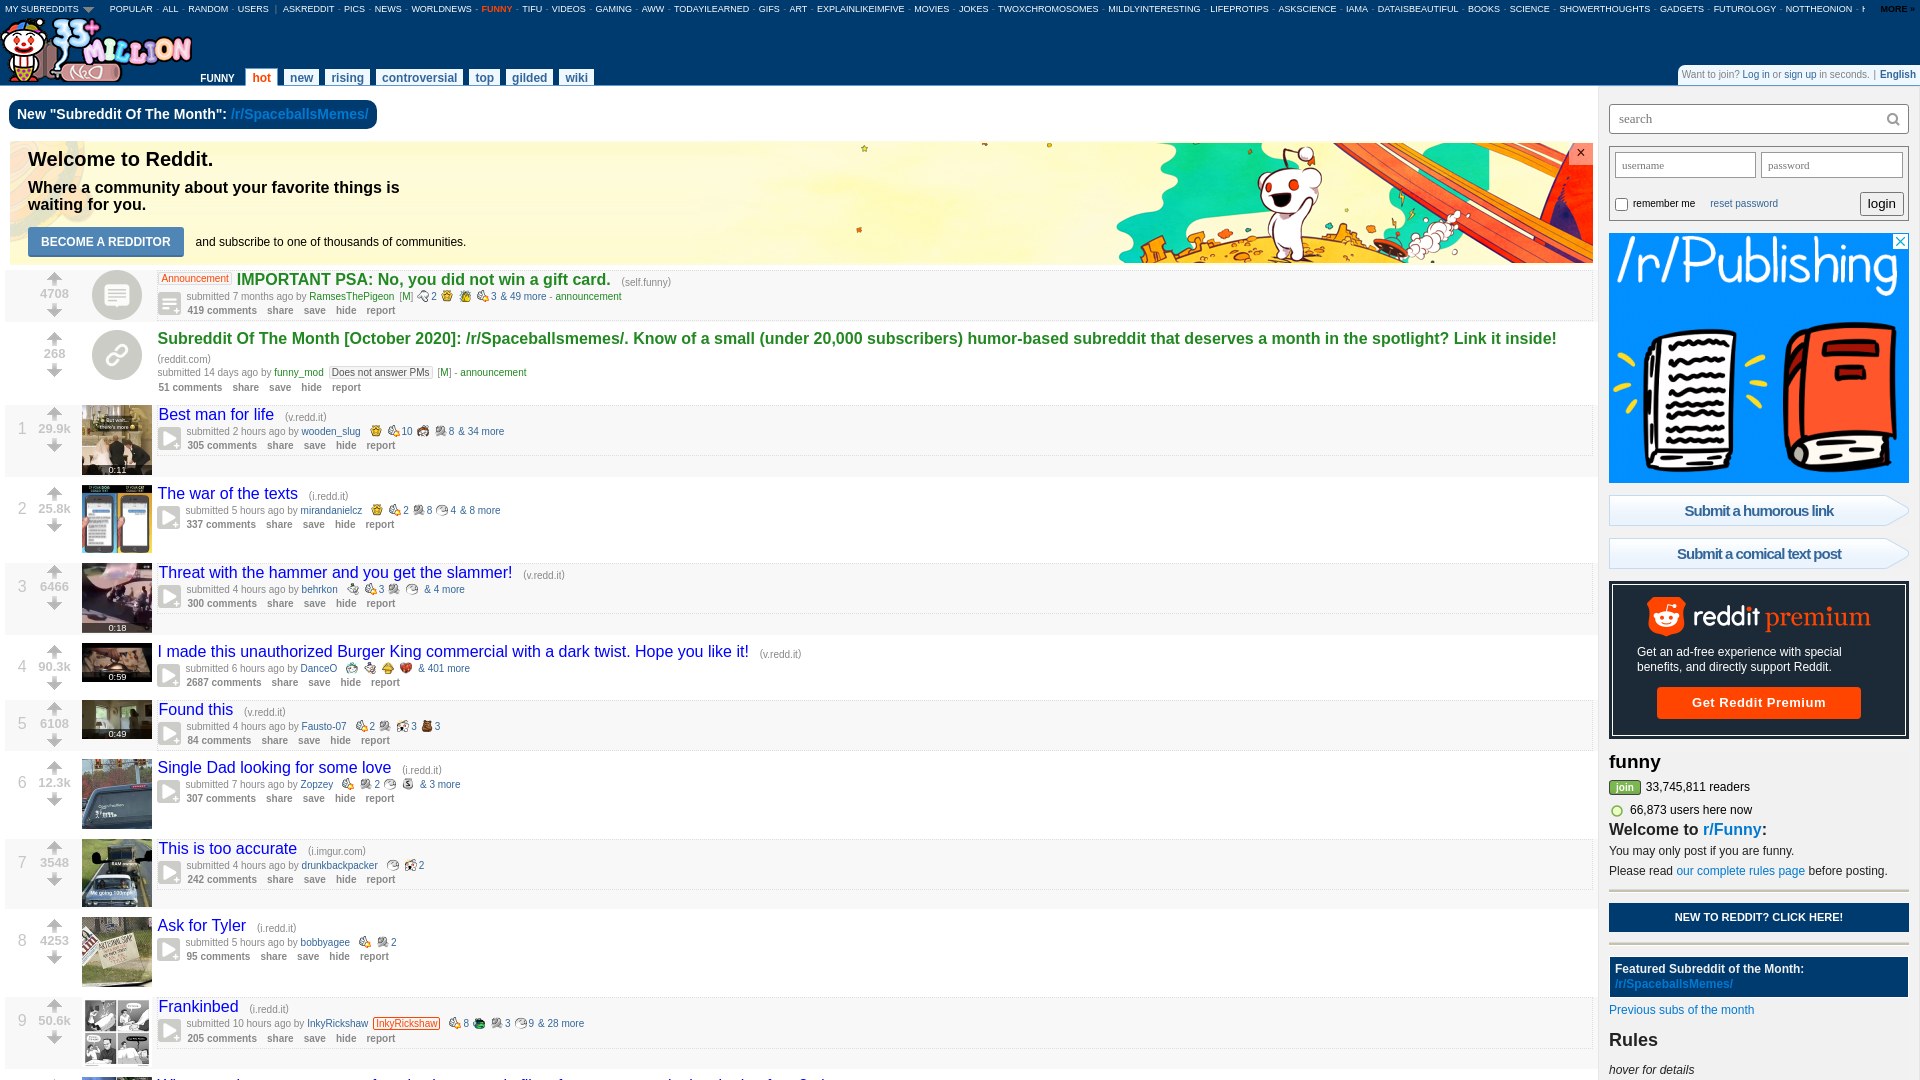 MY SUBREDDITS POPULAR - ALL - RANDOM - USERS | ASKREDDIT - PICS - NEWS - WORLDNEWS - FUNNY - TIFU - VIDEOS - GAMING - AWW - TODAYILEARNED - GIFS - ART - EXPLAINLIKEIMFIVE - MOVIES - JOKES - TWOXCHROMOSOMES - MILDLYINTERESTING - LIFEPROTIPS - ASKSCIENCE - IAMA - DATAISBEAUTIFUL - BOOKS - SCIENCE - SHOWERTHOUGHTS - GADGETS - FUTUROLOGY - NOTTHEONION - MORE »
33+ MILLION
FUNNY hot new rising controversial top gilded wiki
Want to join? Log in or sign up in seconds. | English
New "Subreddit Of The Month": /r/SpaceballsMemes/
Welcome to Reddit.
Where a community about your favorite things is
waiting for you.
BECOME A REDDITOR and subscribe to one of thousands of communities.
×
4708
Announcement IMPORTANT PSA: No, you did not win a gift card. (self.funny)
submitted 7 months ago by RamsesThePigeon [M] 2 3 & 49 more - announcement
419 comments share save hide report
268
Subreddit Of The Month [October 2020]: /r/Spaceballsmemes/. Know of a small (under 20,000 subscribers) humor-based subreddit that deserves a month in the spotlight? Link it inside!
(reddit.com)
submitted 14 days ago by funny_mod Does not answer PMs [M] - announcement
51 comments share save hide report
1 29.9k
0:11
Best man for life (v.redd.it)
submitted 2 hours ago by wooden_slug 10 8 & 34 more
305 comments share save hide report
2 25.8k
The war of the texts (i.redd.it)
submitted 5 hours ago by mirandanielcz 2 8 4 & 8 more
337 comments share save hide report
3 6466
0:18
Threat with the hammer and you get the slammer! (v.redd.it)
submitted 4 hours ago by behrkon 3 & 4 more
300 comments share save hide report
4 90.3k
0:59
I made this unauthorized Burger King commercial with a dark twist. Hope you like it! (v.redd.it)
submitted 6 hours ago by DanceO & 401 more
2687 comments share save hide report
5 6108
0:49
Found this (v.redd.it)
submitted 4 hours ago by Fausto-07 2 3 3
84 comments share save hide report
6 12.3k
Single Dad looking for some love (i.redd.it)
submitted 7 hours ago by Zopzey 2 & 3 more
307 comments share save hide report
7 3548
This is too accurate (i.imgur.com)
submitted 4 hours ago by drunkbackpacker 2
242 comments share save hide report
8 4253
Ask for Tyler (i.redd.it)
submitted 5 hours ago by bobbyagee 2
95 comments share save hide report
9 50.6k
Frankinbed (i.redd.it)
submitted 10 hours ago by InkyRickshaw InkyRickshaw 8 3 9 & 28 more
205 comments share save hide report
search
username password
remember me reset password login
/r/Publishing
Submit a humorous link
Submit a comical text post
reddit premium
Get an ad-free experience with special
benefits, and directly support Reddit.
Get Reddit Premium
funny
join 33,745,811 readers
66,873 users here now
Welcome to r/Funny:
You may only post if you are funny.
Please read our complete rules page before posting.
NEW TO REDDIT? CLICK HERE!
Featured Subreddit of the Month:
/r/SpaceballsMemes/
Previous subs of the month
Rules
hover for details